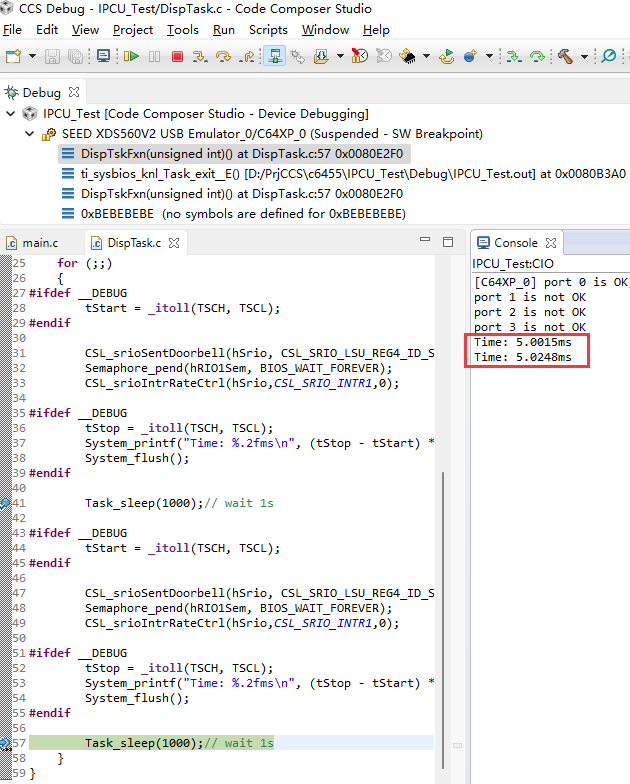 CCS Debug - IPCU_Test/DispTask.c - Code Composer Studio
File Edit View Project Tools Run Scripts Window Help
Debug
IPCU_Test [Code Composer Studio - Device Debugging]
SEED XDS560V2 USB Emulator_0/C64XP_0 (Suspended - SW Breakpoint)
DispTskFxn(unsigned int)() at DispTask.c:57 0x0080E2F0
ti_sysbios_knl_Task_exit__E() [D:/PrjCCS\c6455\IPCU_Test\Debug\IPCU_Test.out] at 0x0080B3A0
DispTskFxn(unsigned int)() at DispTask.c:57 0x0080E2F0
0xBEBEBEBE (no symbols are defined for 0xBEBEBEBE)
main.c
DispTask.c
25 for (;;)
26 {
27 #ifdef __DEBUG
28 tStart = _itoll(TSCH, TSCL);
29 #endif
30
31 CSL_srioSentDoorbell(hSrio, CSL_SRIO_LSU_REG4_ID_S
32 Semaphore_pend(hRIO1Sem, BIOS_WAIT_FOREVER);
33 CSL_srioIntrRateCtrl(hSrio,CSL_SRIO_INTR1,0);
34
35 #ifdef __DEBUG
36 tStop = _itoll(TSCH, TSCL);
37 System_printf("Time: %.2fms\n", (tStop - tStart) *
38 System_flush();
39 #endif
40
41 Task_sleep(1000);// wait 1s
42
43 #ifdef __DEBUG
44 tStart = _itoll(TSCH, TSCL);
45 #endif
46
47 CSL_srioSentDoorbell(hSrio, CSL_SRIO_LSU_REG4_ID_S
48 Semaphore_pend(hRIO1Sem, BIOS_WAIT_FOREVER);
49 CSL_srioIntrRateCtrl(hSrio,CSL_SRIO_INTR1,0);
50
51 #ifdef __DEBUG
52 tStop = _itoll(TSCH, TSCL);
53 System_printf("Time: %.2fms\n", (tStop - tStart) *
54 System_flush();
55 #endif
56
57 Task_sleep(1000);// wait 1s
58 }
59 }
Console
IPCU_Test:CIO
[C64XP_0] port 0 is OK
port 1 is not OK
port 2 is not OK
port 3 is not OK
Time: 5.0015ms
Time: 5.0248ms